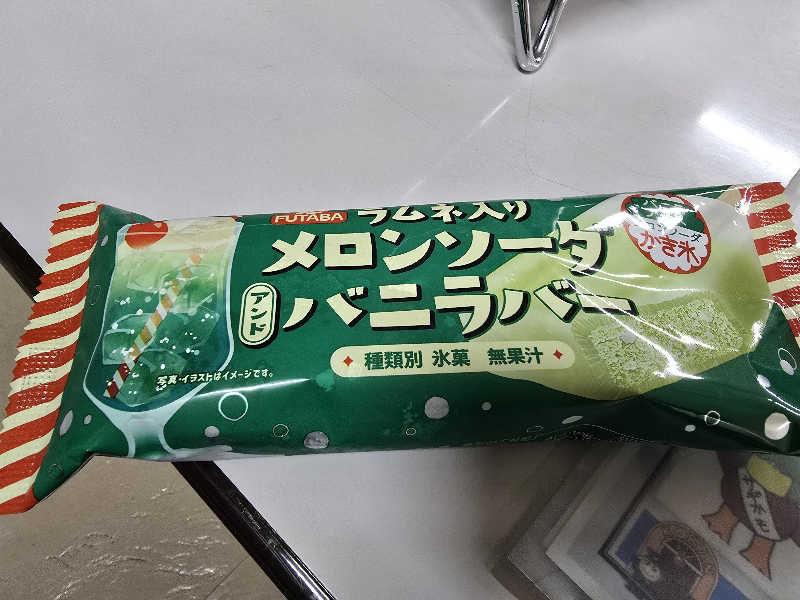 FUTABA
ラムネ入り
メロンソーダ
アンド
バニラバー
種類別 氷菓 無果汁
写真・イラストはイメージです。
かき氷